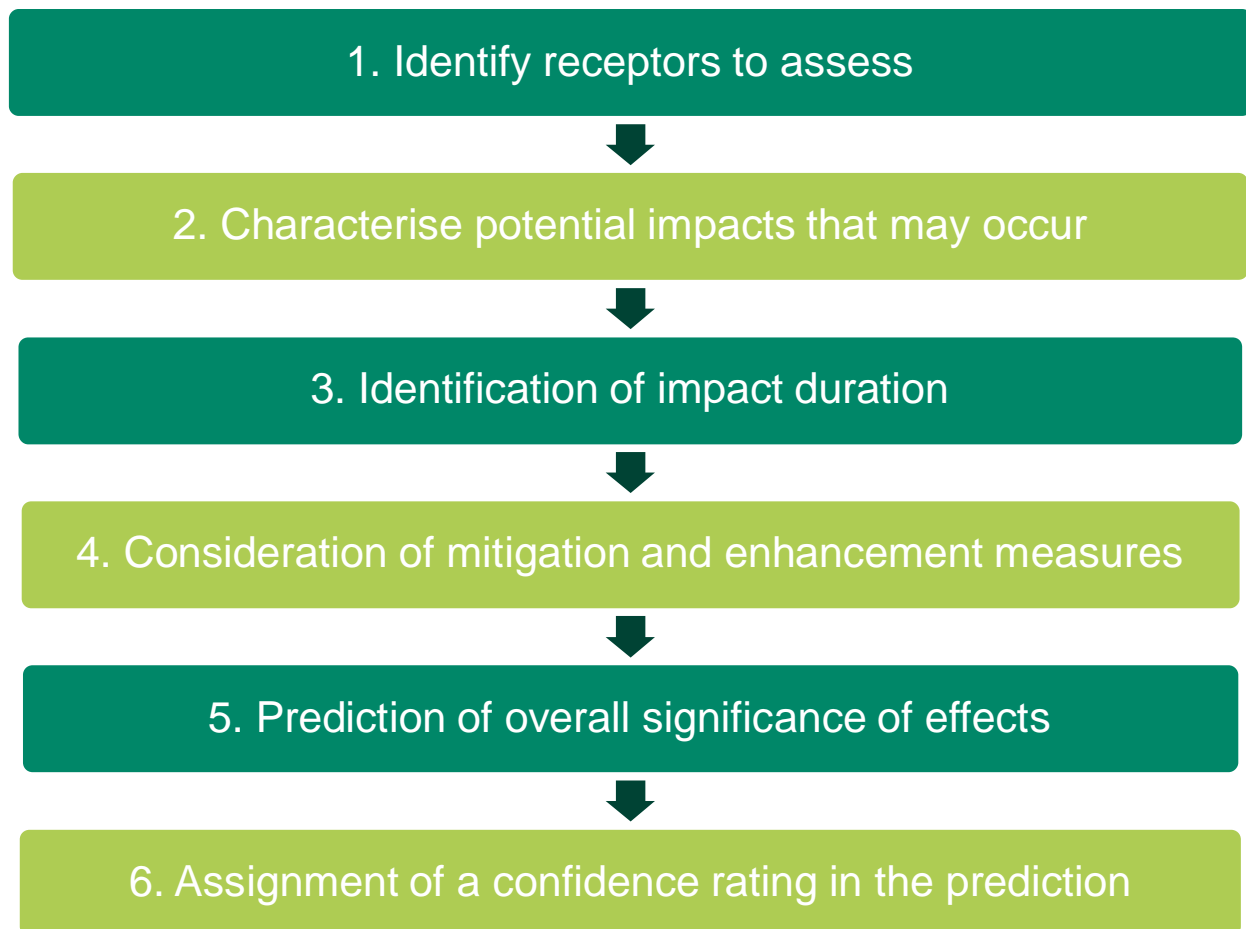 1. Identify receptors to assess
2. Characterise potential impacts that may occur
3. Identification of impact duration
4. Consideration of mitigation and enhancement measures
5. Prediction of overall significance of effects
6. Assignment of a confidence rating in the prediction